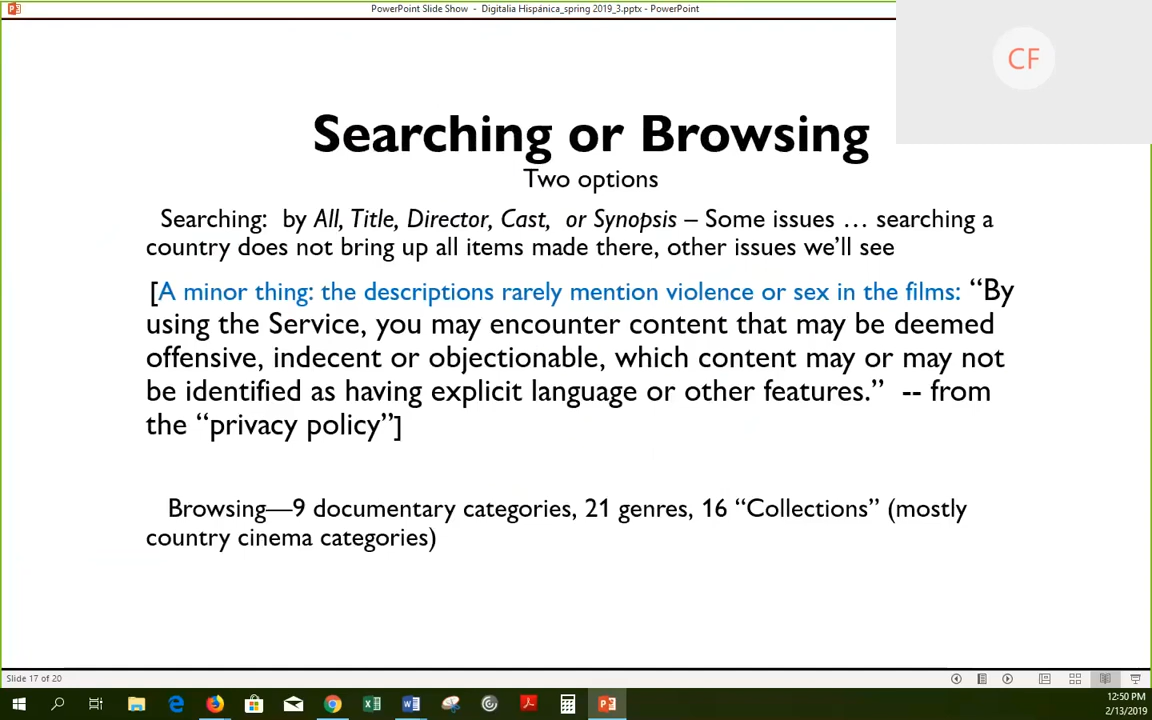 PowerPoint Slide Show - Digitalia Hispánica_spring 2019_3.pptx - PowerPoint
CF
Searching or Browsing
Two options
Searching: by All, Title, Director, Cast, or Synopsis – Some issues … searching a
country does not bring up all items made there, other issues we'll see
[A minor thing: the descriptions rarely mention violence or sex in the films: “By
using the Service, you may encounter content that may be deemed
offensive, indecent or objectionable, which content may or may not
be identified as having explicit language or other features.” -- from
the “privacy policy”]
Browsing—9 documentary categories, 21 genres, 16 “Collections” (mostly
country cinema categories)
Slide 17 of 20
12:50 PM
2/13/2019